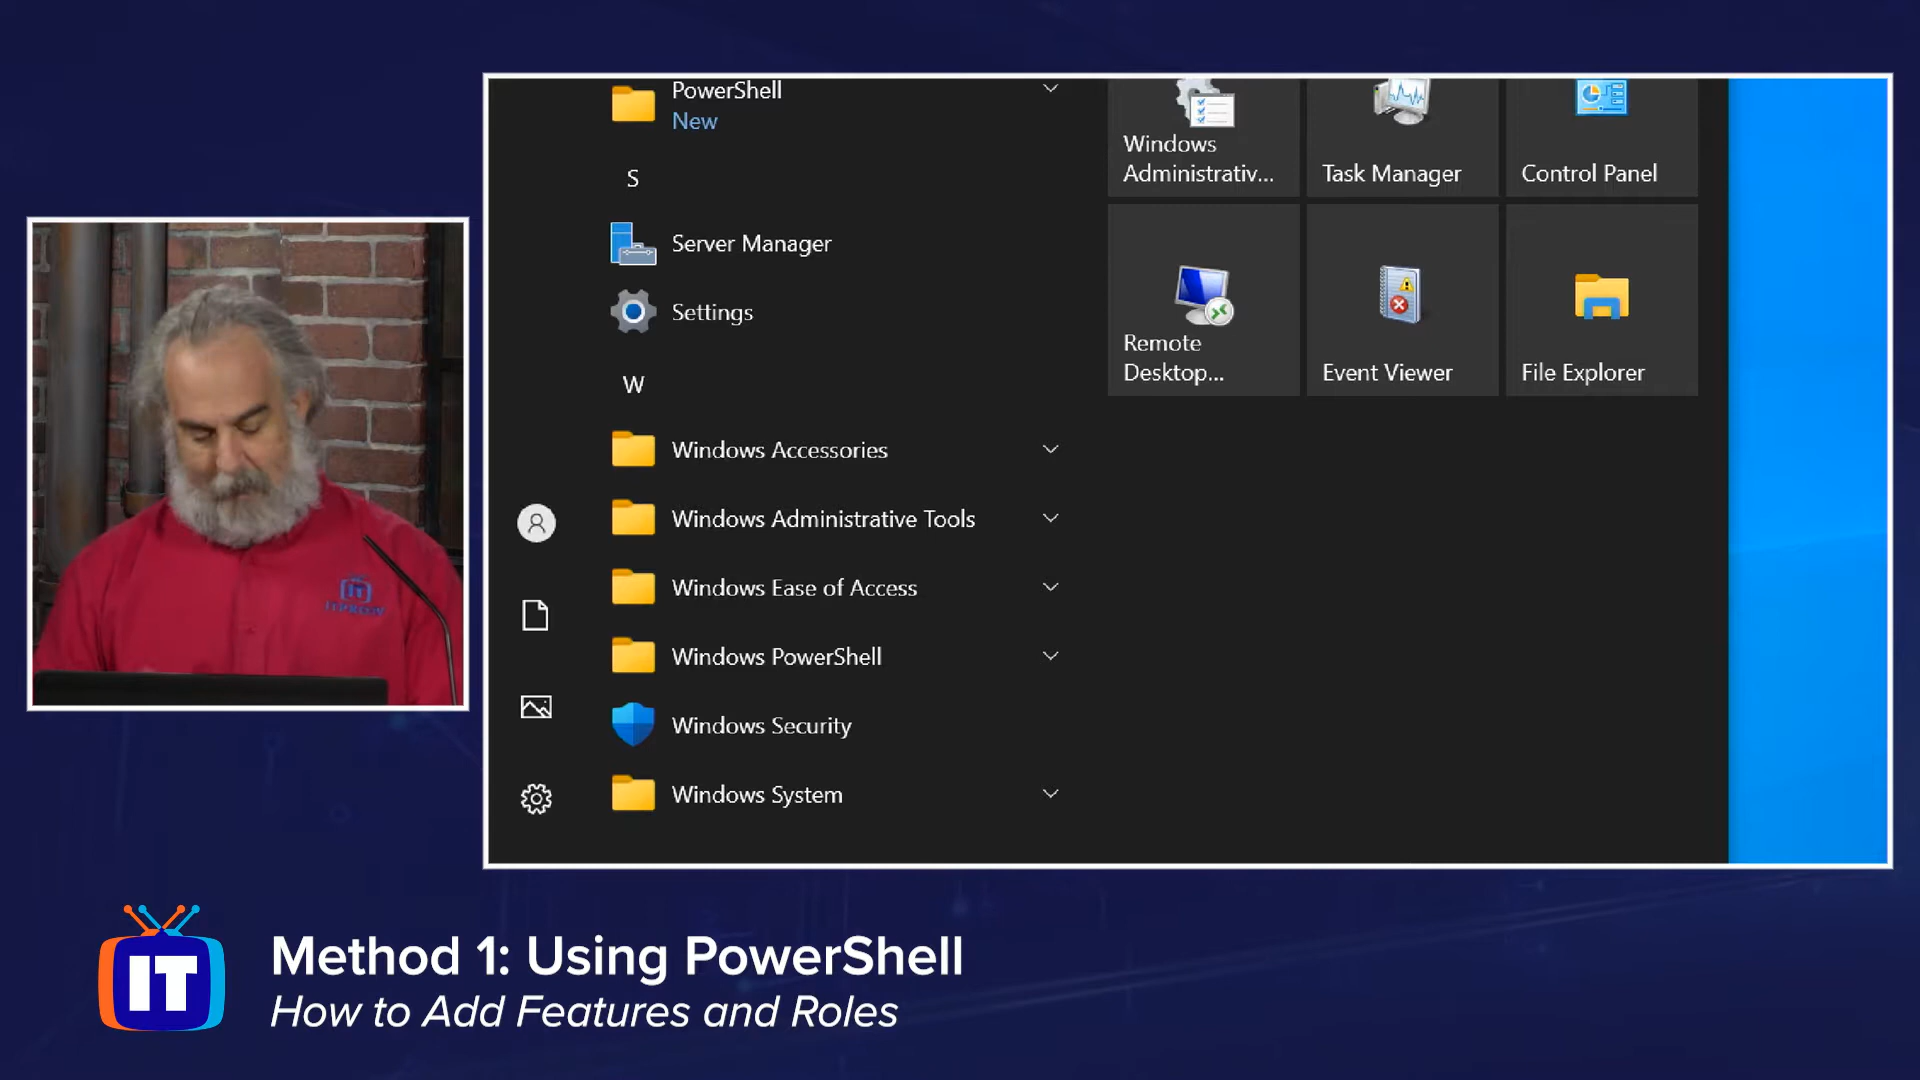 PowerShell
New
S
Server Manager
Settings
W
Windows Accessories
Windows Administrative Tools
Windows Ease of Access
Windows PowerShell
Windows Security
Windows System
Windows
Administrativ...
Task Manager
Control Panel
Remote
Desktop...
Event Viewer
File Explorer
IT
IT
Method 1: Using PowerShell
How to Add Features and Roles